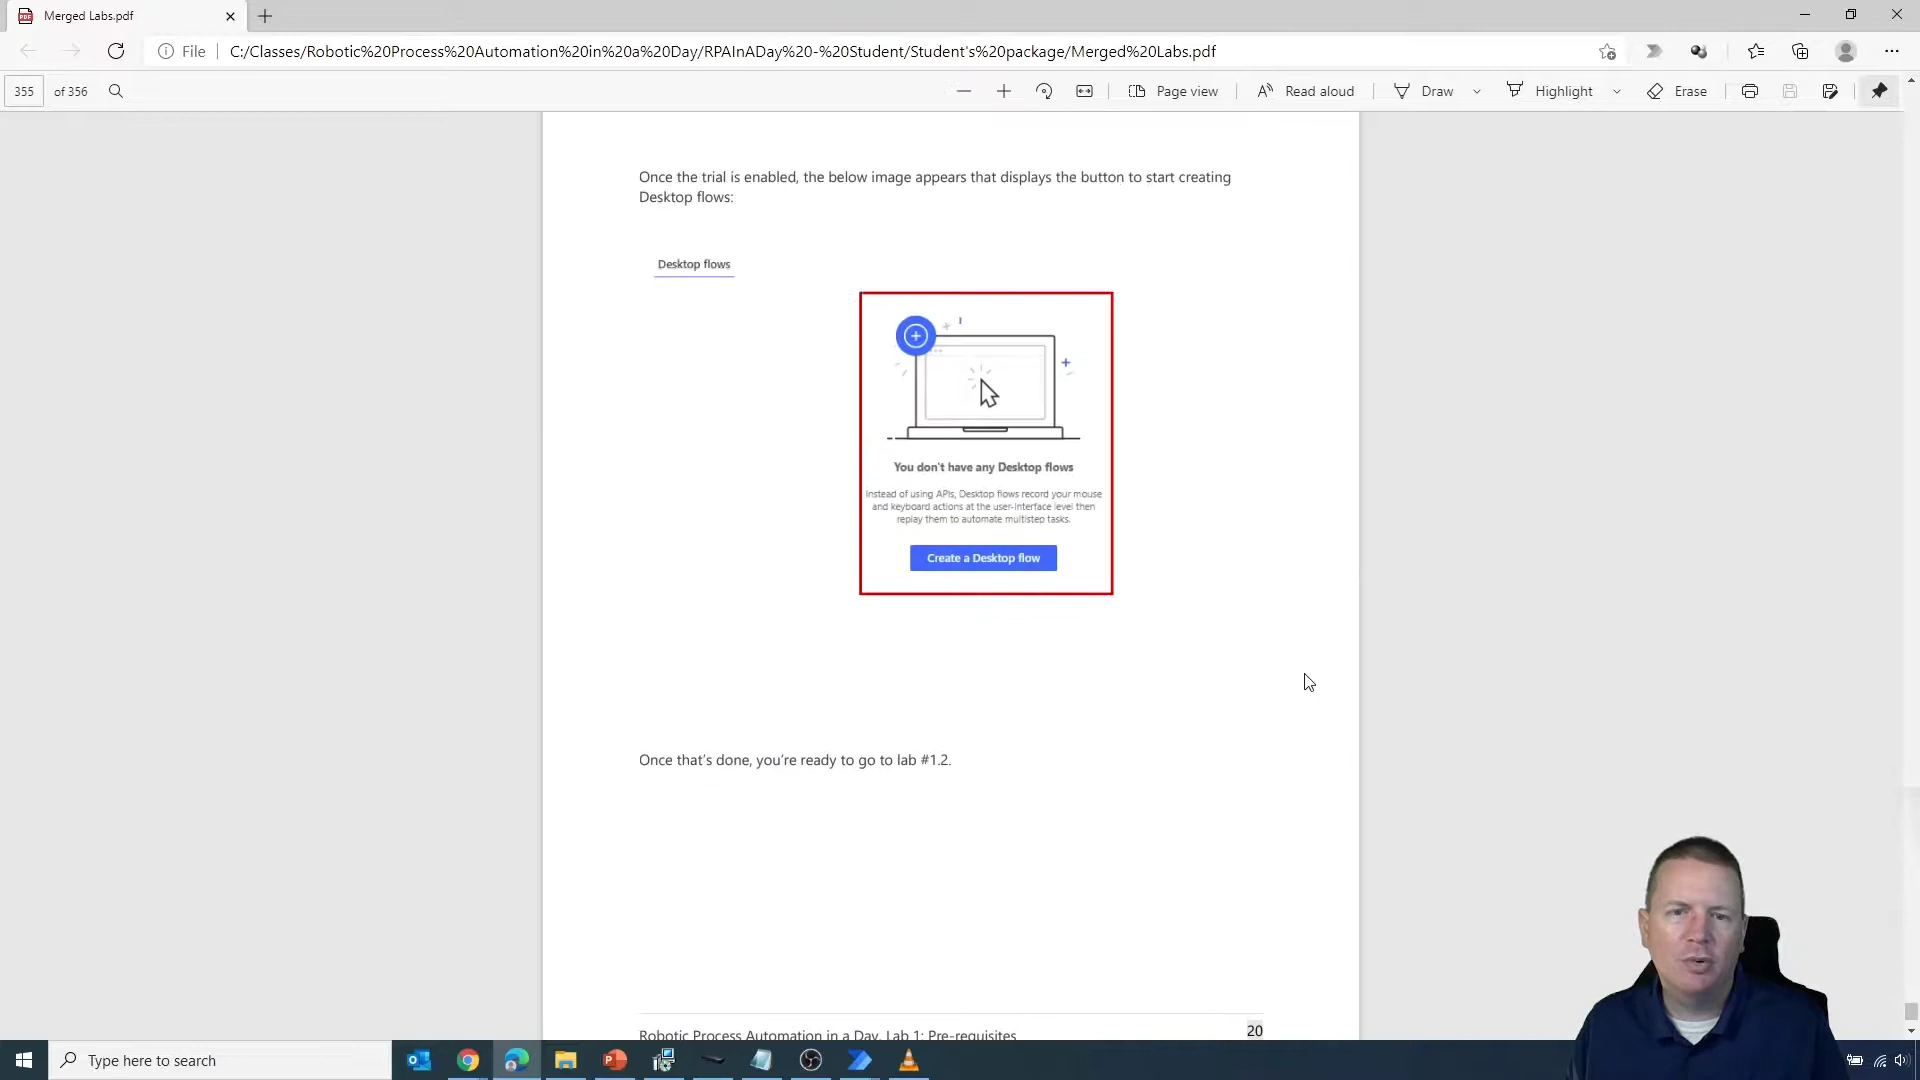 Merged Labs.pdf
File
C:/Classes/Robotic%20Process%20Automation%20in%20a%20Day/RPAInADay%20-%20Student/Student's%20package/Merged%20Labs.pdf
355 of 356
Page view
Read aloud
Draw
Highlight
Erase
Once the trial is enabled, the below image appears that displays the button to start creating
Desktop flows:
Desktop flows
You don't have any Desktop flows
Instead of using APIs, Desktop flows record your mouse
and keyboard actions at the user-interface level then
replay them to automate multistep tasks.
Create a Desktop flow
Once that's done, you're ready to go to lab #1.2.
20
Robotic Process Automation in a Day, Lab 1: Pre-requisites
Type here to search